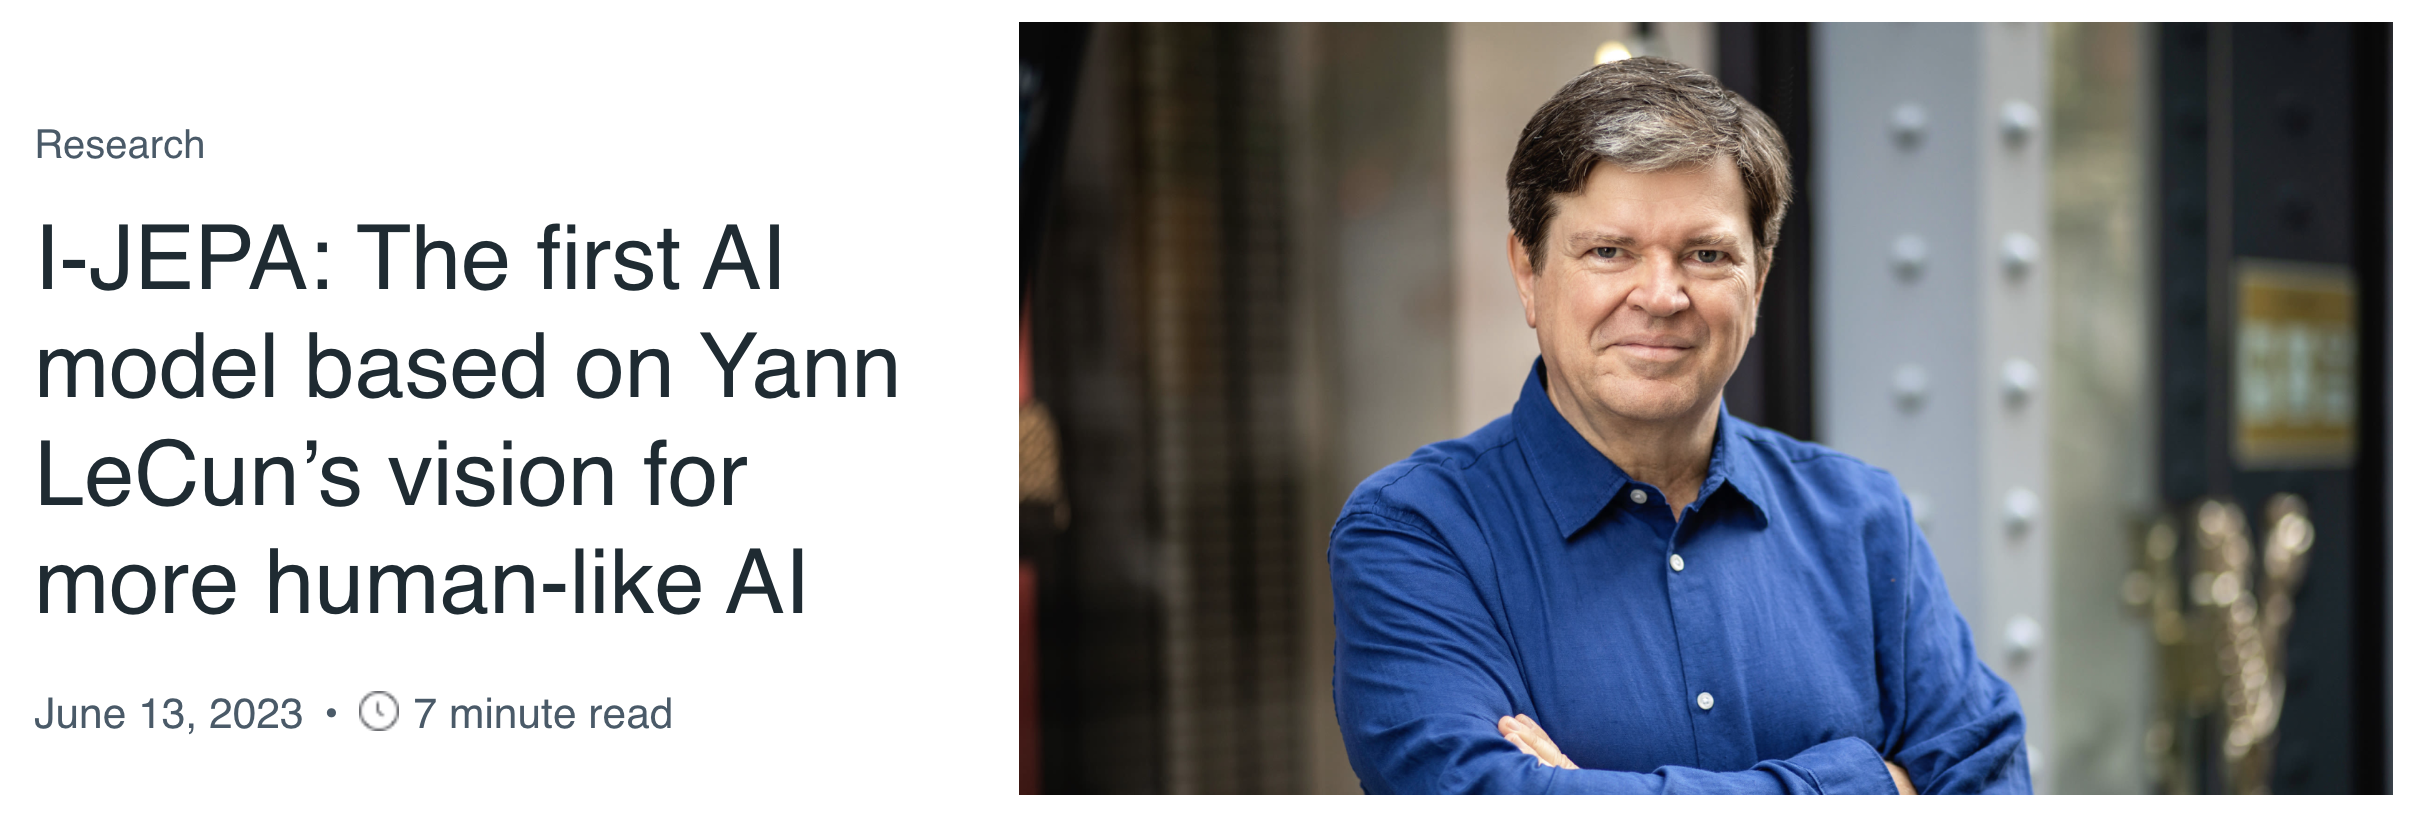 Research
I-JEPA: The first AI
model based on Yann
LeCun’s vision for
more human-like AI
June 13, 2023 • 7 minute read